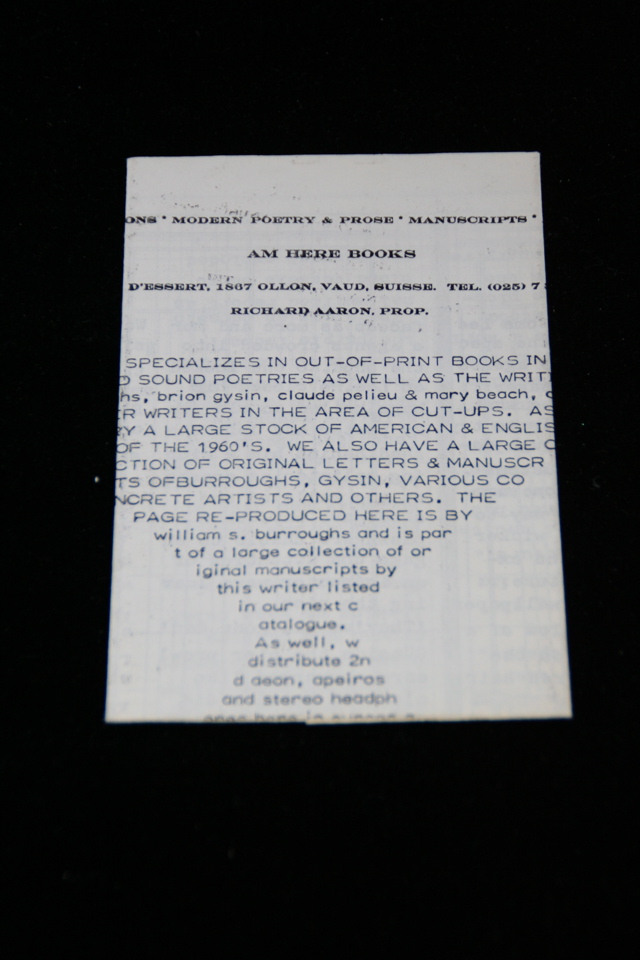 ONS * MODERN POETRY & PROSE * MANUSCRIPTS *
AM HERE BOOKS
D'ESSERT, 1867 OLLON, VAUD, SUISSE. TEL. (025) 7
RICHARD AARON, PROP.
SPECIALIZES IN OUT-OF-PRINT BOOKS IN
D SOUND POETRIES AS WELL AS THE WRITI
hs, brion gysin, claude pelieu & mary beach,
ER WRITERS IN THE AREA OF CUT-UPS. AS
BY A LARGE STOCK OF AMERICAN & ENGLIS
OF THE 1960'S. WE ALSO HAVE A LARGE C
CTION OF ORIGINAL LETTERS & MANUSCR
TS OFBURROUGHS, GYSIN, VARIOUS CO
NCRETE ARTISTS AND OTHERS. THE
PAGE RE-PRODUCED HERE IS BY
william s. burroughs and is par
t of a large collection of or
iginal manuscripts by
this writer listed
in our next c
atalogue.
As well, w
distribute 2n
d aeon, apeiros
and stereo headph